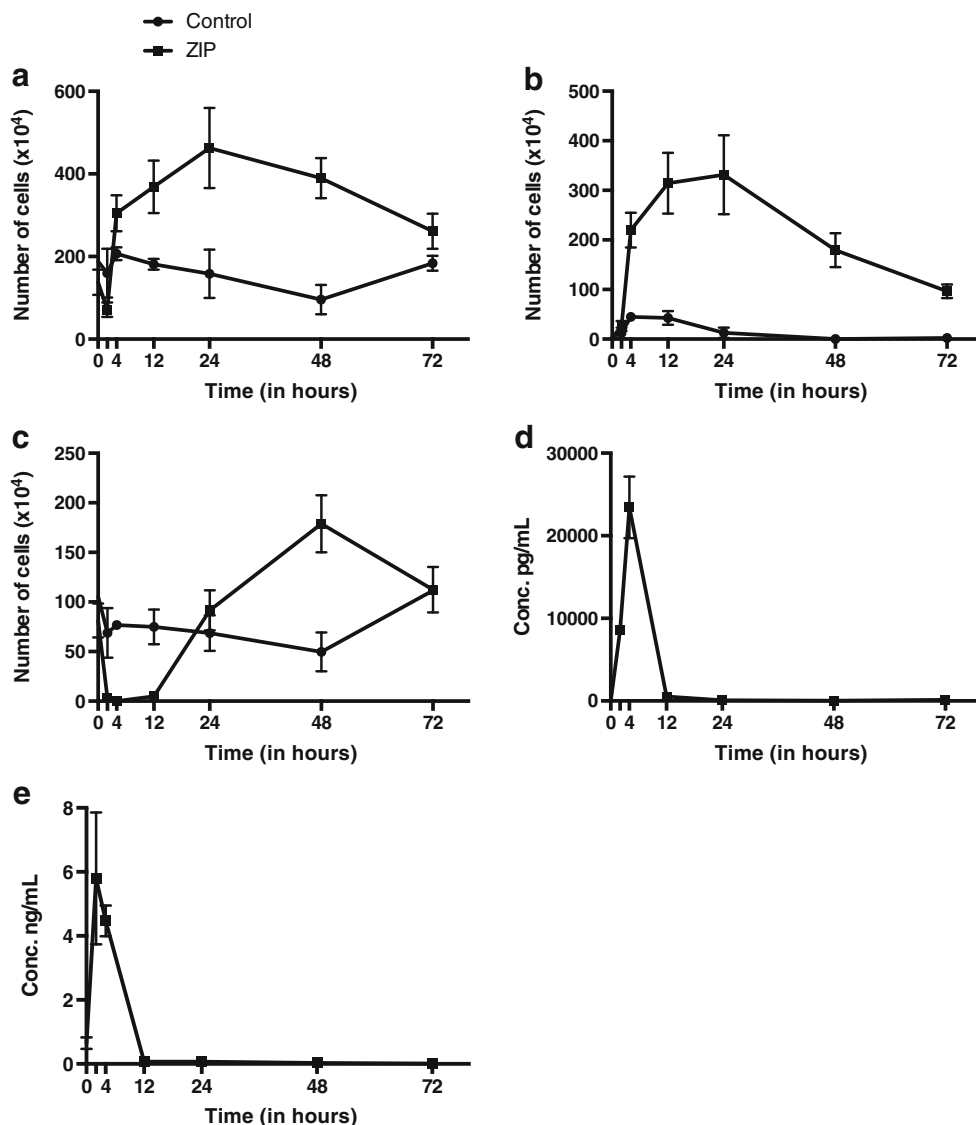 Control
ZIP
a
600
400
200
0
Number of cells (x10⁴)
0 4 12 24 48 72
Time (in hours)
b
500
400
300
200
100
0
Number of cells (x10⁴)
0 4 12 24 48 72
Time (in hours)
c
250
200
150
100
50
0
Number of cells (x10⁴)
0 4 12 24 48 72
Time (in hours)
d
30000
20000
10000
0
Conc. pg/mL
0 4 12 24 48 72
Time (in hours)
e
8
6
4
2
0
Conc. ng/mL
0 4 12 24 48 72
Time (in hours)